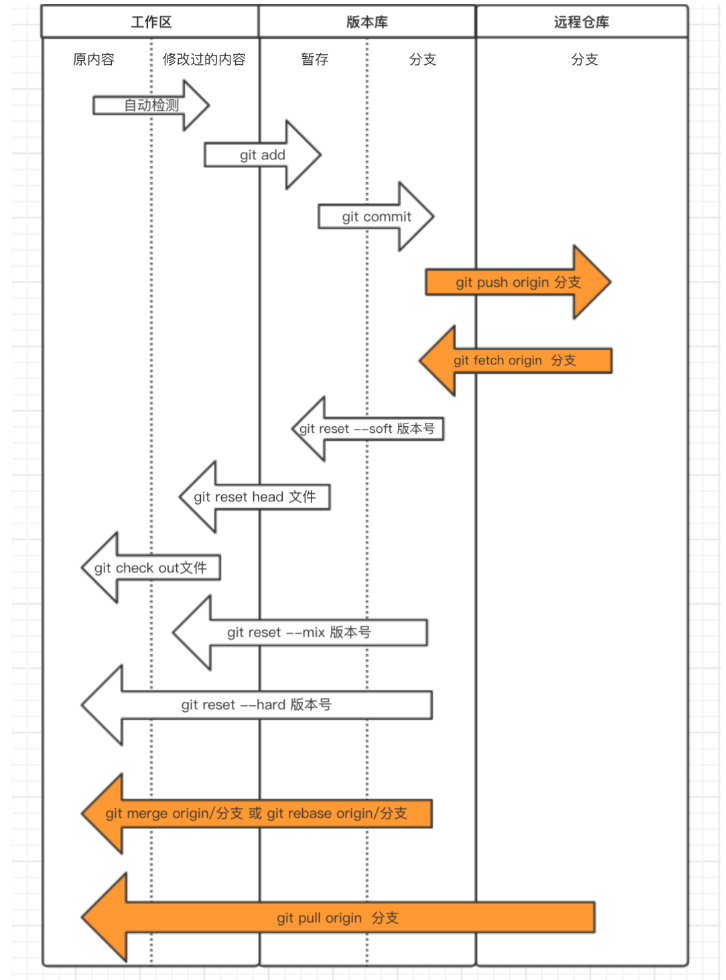 工作区 版本库 远程仓库
原内容 修改过的内容 暂存 分支 分支
自动检测
git add
git commit
git push origin 分支
git fetch origin 分支
git reset --soft 版本号
git reset head 文件
git check out文件
git reset --mix 版本号
git reset --hard 版本号
git merge origin/分支 或 git rebase origin/分支
git pull origin 分支